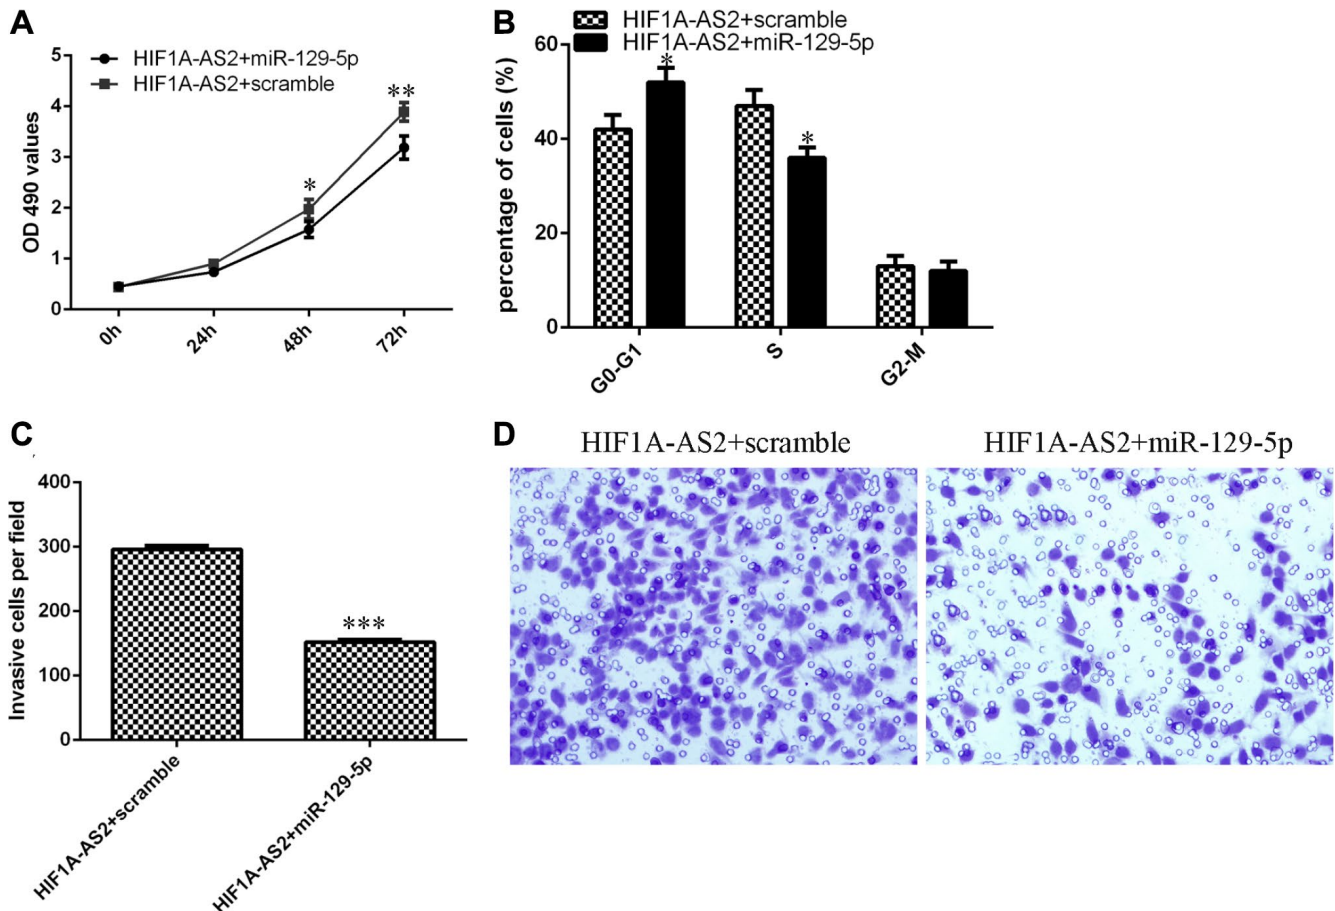 A
HIF1A-AS2+miR-129-5p
HIF1A-AS2+scramble
OD 490 values
5
4
3
2
1
0
*
**
0h
24h
48h
72h
B
HIF1A-AS2+scramble
HIF1A-AS2+miR-129-5p
percentage of cells (%)
60
40
20
0
*
*
G0-G1
S
G2-M
C
Invasive cells per field
400
300
200
100
0
***
HIF1A-AS2+scramble
HIF1A-AS2+miR-129-5p
D
HIF1A-AS2+scramble
HIF1A-AS2+miR-129-5p